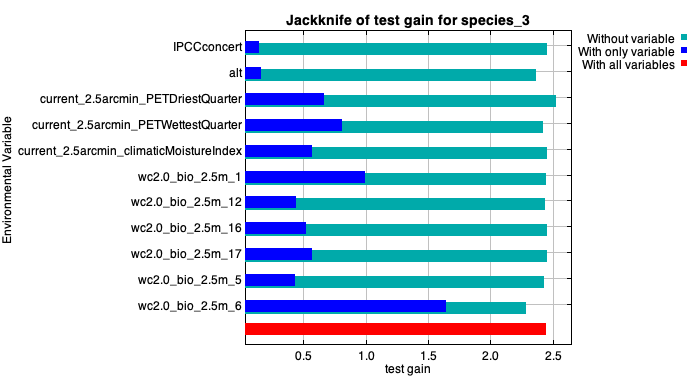 Jackknife of test gain for species_3
Without variable
With only variable
With all variables
Environmental Variable
IPCCconcert
alt
current_2.5arcmin_PETDriestQuarter
current_2.5arcmin_PETWettestQuarter
current_2.5arcmin_climaticMoistureIndex
wc2.0_bio_2.5m_1
wc2.0_bio_2.5m_12
wc2.0_bio_2.5m_16
wc2.0_bio_2.5m_17
wc2.0_bio_2.5m_5
wc2.0_bio_2.5m_6
0.5 1.0 1.5 2.0 2.5
test gain